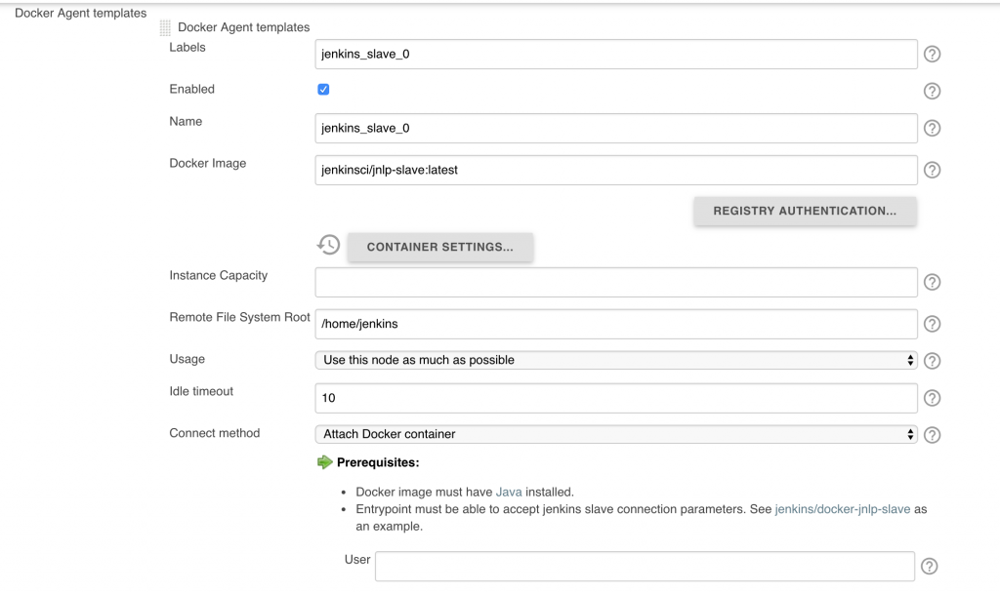 Docker Agent templates
Docker Agent templates
Labels
jenkins_slave_0
Enabled
Name
jenkins_slave_0
Docker Image
jenkinsci/jnlp-slave:latest
REGISTRY AUTHENTICATION...
CONTAINER SETTINGS...
Instance Capacity
Remote File System Root
/home/jenkins
Usage
Use this node as much as possible
Idle timeout
10
Connect method
Attach Docker container
Prerequisites:
• Docker image must have Java installed.
• Entrypoint must be able to accept jenkins slave connection parameters. See jenkins/docker-jnlp-slave as
an example.
User